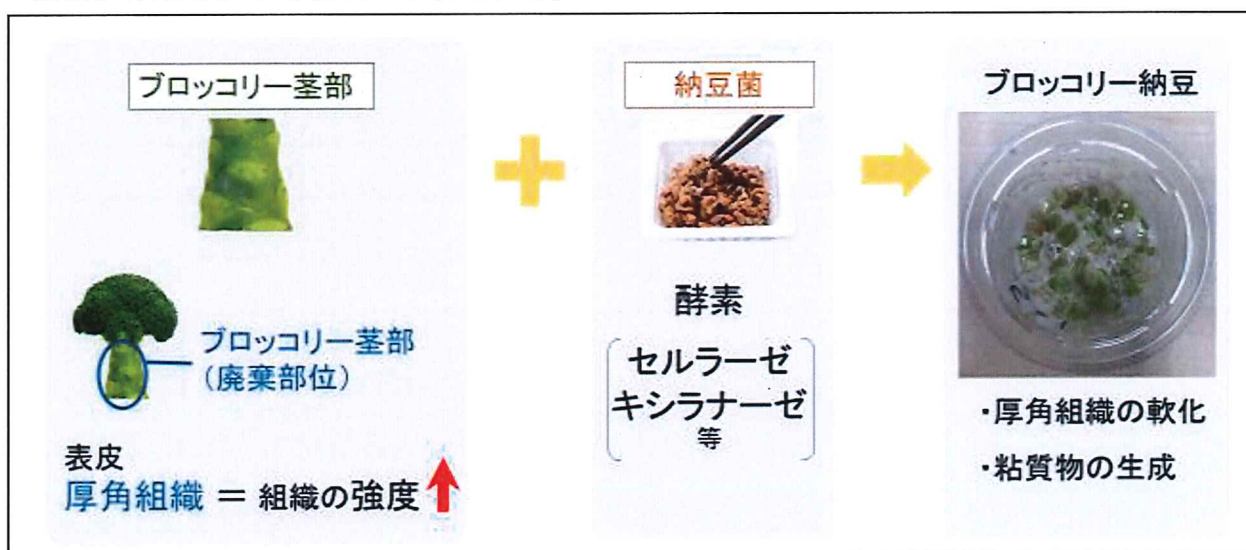 ブロッコリー茎部
ブロッコリー茎部
(廃棄部位)
表皮
厚角組織 = 組織の強度
納豆菌
酵素
セルラーゼ
キシラナーゼ
等
ブロッコリー納豆
・厚角組織の軟化
・粘質物の生成